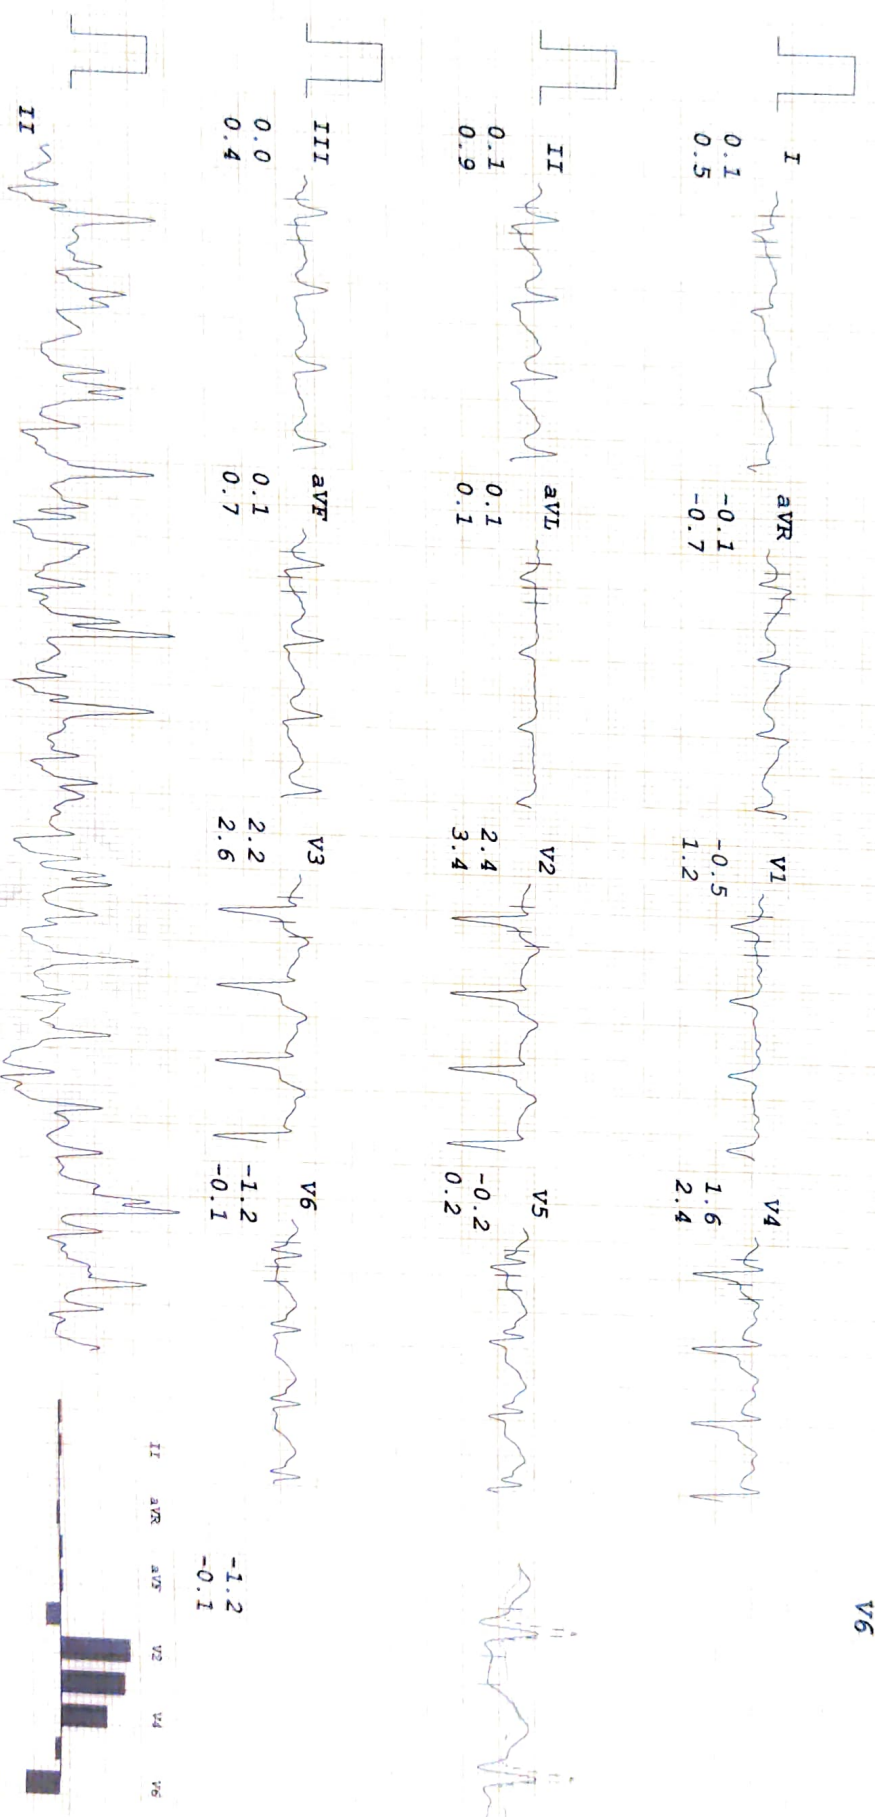 V6
I aVR V1 V4
0.1 -0.1 -0.5 1.6
0.5 -0.7 1.2 2.4
II aVL V2 V5
0.1 0.1 2.4 -0.2
0.9 0.1 3.4 0.2
III aVF V3 V6
0.0 0.1 2.2 -1.2 -1.2
0.4 0.7 2.6 -0.1 -0.1
II aVR aVF V2 V4 V6
II